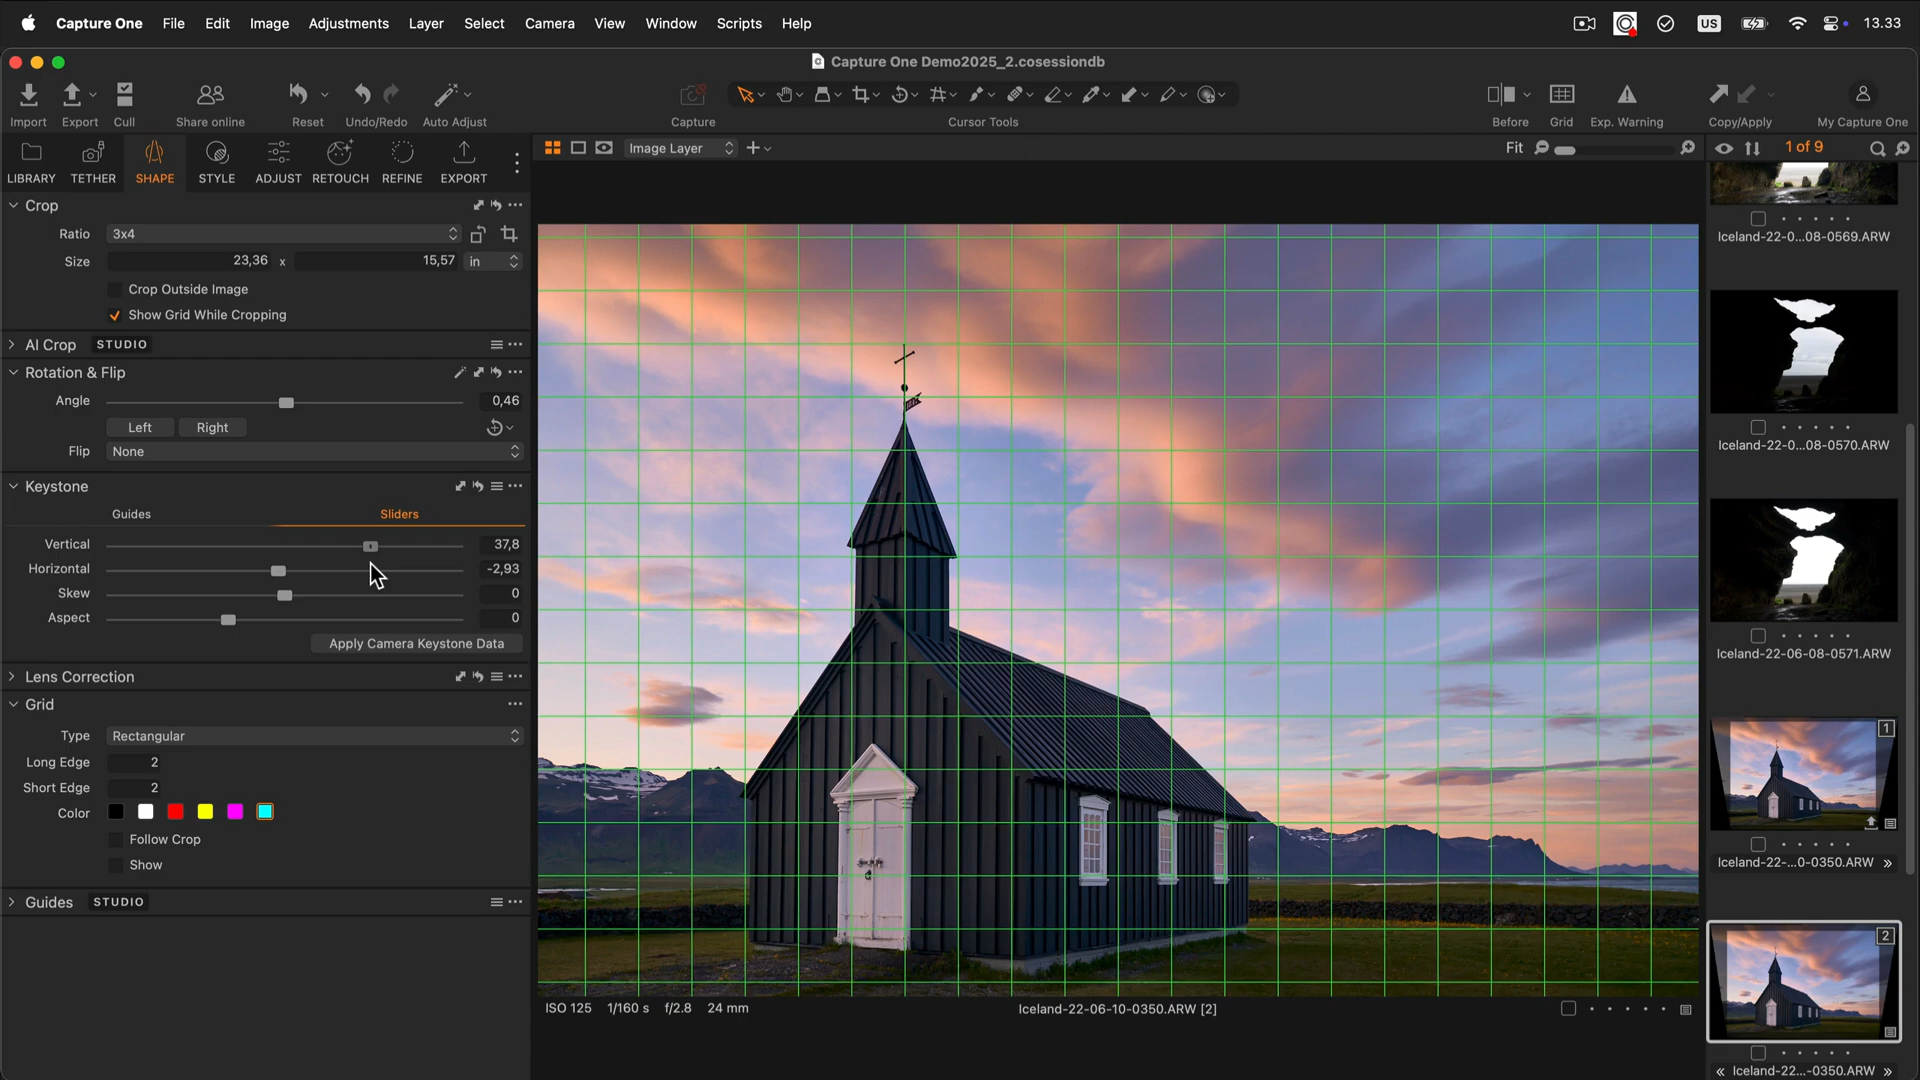 Capture One File Edit Image Adjustments Layer Select Camera View Window Scripts Help US 13.33
Capture One Demo2025_2.cosessiondb
Import Export Cull Share online Reset Undo/Redo Auto Adjust Capture Cursor Tools Before Grid Exp. Warning Copy/Apply My Capture One
LIBRARY TETHER SHAPE STYLE ADJUST RETOUCH REFINE EXPORT
Image Layer
Fit
1 of 9
Crop
Ratio 3x4
Size 23,36 x 15,57 in
Crop Outside Image
Show Grid While Cropping
AI Crop STUDIO
Rotation & Flip
Angle 0,46
Left Right
Flip None
Keystone
Guides Sliders
Vertical 37,8
Horizontal -2,93
Skew 0
Aspect 0
Apply Camera Keystone Data
Lens Correction
Grid
Type Rectangular
Long Edge 2
Short Edge 2
Color
Follow Crop
Show
Guides STUDIO
ISO 125 1/160 s f/2.8 24 mm
Iceland-22-06-10-0350.ARW [2]
Iceland-22-0...08-0569.ARW
Iceland-22-0...08-0570.ARW
Iceland-22-06-08-0571.ARW
1
Iceland-22-...0-0350.ARW »
2
« Iceland-22...-0350.ARW »